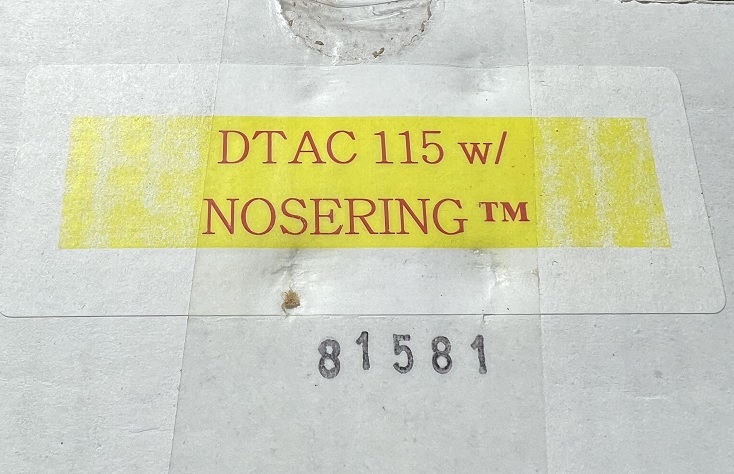 DTAC 115 w/
NOSERING ™
81581